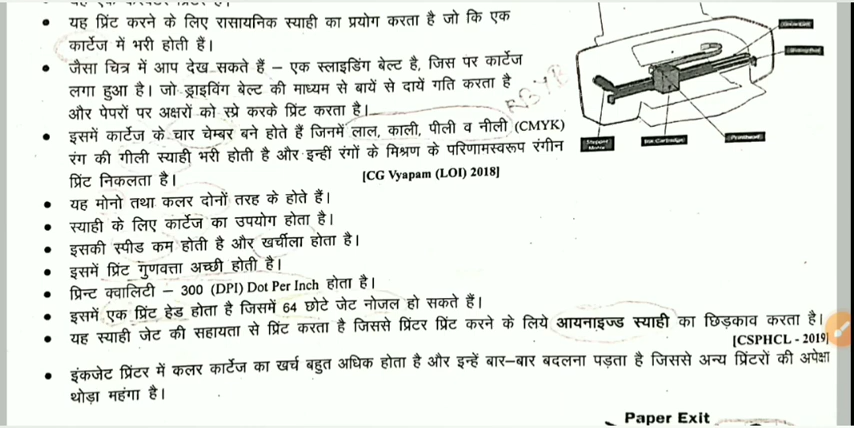 यह प्रिंट करने के लिए रासायनिक स्याही का प्रयोग करता है जो कि एक
कार्टेज में भरी होती हैं।
जैसा चित्र में आप देख सकते हैं – एक स्लाइडिंग बेल्ट है, जिस पर कार्टेज
लगा हुआ है। जो ड्राइविंग बेल्ट की माध्यम से बायें से दायें गति करता है
और पेपरों पर अक्षरों को स्प्रे करके प्रिंट करता है।
इसमें कार्टेज के चार चेम्बर बने होते हैं जिनमें लाल, काली, पीली व नीली (CMYK)
रंग की गीली स्याही भरी होती है और इन्हीं रंगों के मिश्रण के परिणामस्वरूप रंगीन
प्रिंट निकलता है।
[CG Vyapam (LOI) 2018]
यह मोनो तथा कलर दोनों तरह के होते हैं।
स्याही के लिए कार्टेज का उपयोग होता है।
इसकी स्पीड कम होती है और खर्चीला होता है।
इसमें प्रिंट गुणवत्ता अच्छी होती है।
प्रिन्ट क्वालिटी – 300 (DPI) Dot Per Inch होता है।
इसमें एक प्रिंट हेड होता है जिसमें 64 छोटे जेट नोजल हो सकते हैं।
यह स्याही जेट की सहायता से प्रिंट करता है जिससे प्रिंटर प्रिंट करने के लिये आयनाइज्ड स्याही का छिड़काव करता है।
[CSPHCL - 2019]
इंकजेट प्रिंटर में कलर कार्टेज का खर्च बहुत अधिक होता है और इन्हें बार–बार बदलना पड़ता है जिससे अन्य प्रिंटरों की अपेक्षा
थोड़ा महंगा है।
Stepper Motor
Ink Cartridge
Printhead
Paper Exit